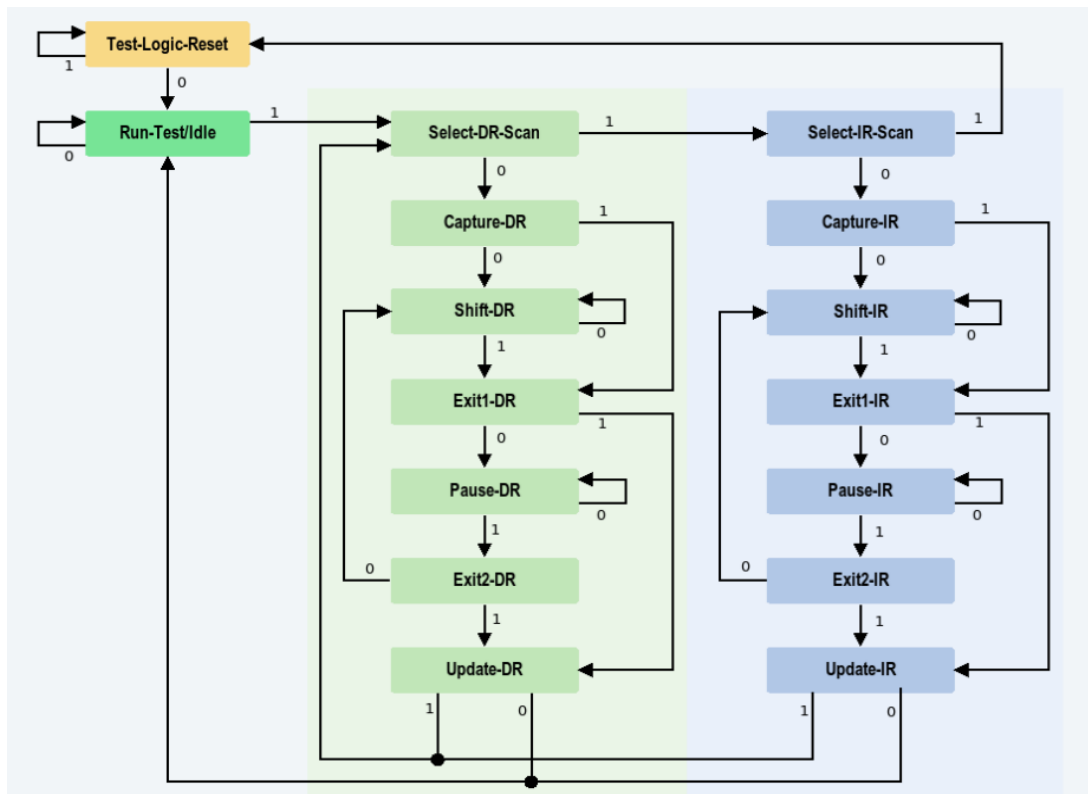 Test-Logic-Reset
1
0
Run-Test/Idle
1
0
Select-DR-Scan
1
Select-IR-Scan
1
0
0
Capture-DR
1
Capture-IR
1
0
0
Shift-DR
0
Shift-IR
0
1
1
Exit1-DR
1
Exit1-IR
1
0
0
Pause-DR
0
Pause-IR
0
1
1
0
Exit2-DR
0
Exit2-IR
1
1
Update-DR
Update-IR
1
0
1
0